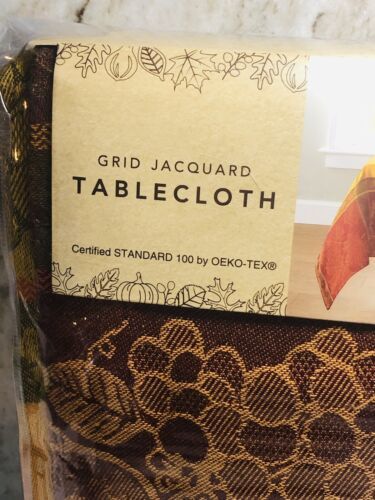 GRID JACQUARD
TABLECLOTH
Certified STANDARD 100 by OEKO-TEX®